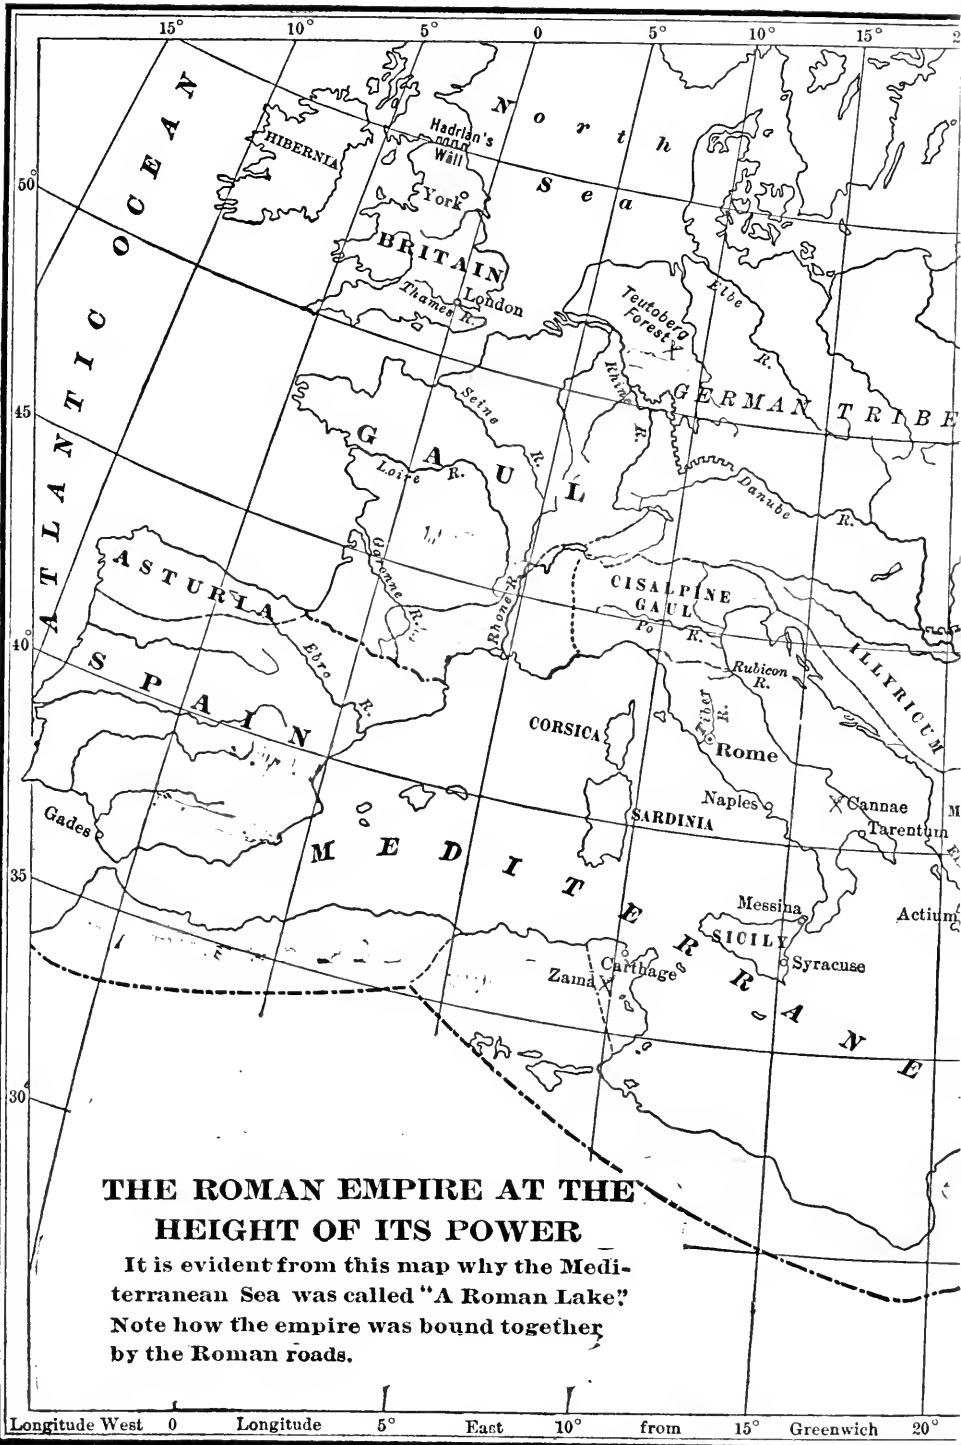 15° 10° 5° 0 5° 10° 15° 2
50°
45
40°
35
30
ATLANTIC OCEAN
North
Sea
HIBERNIA
Hadrian's
Wall
York
BRITAIN
Thames R.
London
Teutoberg
Forest
Elbe
R.
Rhine
R.
GERMAN TRIBE
Seine
R.
GAUL
Loire R.
Danube
R.
Garonne R.
Rhone R.
CISALPINE
GAUL
Po R.
Rubicon
R.
ILLYRICUM
ASTURIA
Ebro
R.
SPAIN
CORSICA
Tiber
R.
Rome
Naples
Cannae
M
Tarentum
SARDINIA
Gades
MEDITERRANE
Messina
Actium
SICILY
Syracuse
Carthage
Zama
THE ROMAN EMPIRE AT THE
HEIGHT OF ITS POWER
It is evident from this map why the Medi-
terranean Sea was called "A Roman Lake."
Note how the empire was bound together
by the Roman roads.
Longitude West 0 Longitude 5° East 10° from 15° Greenwich 20°